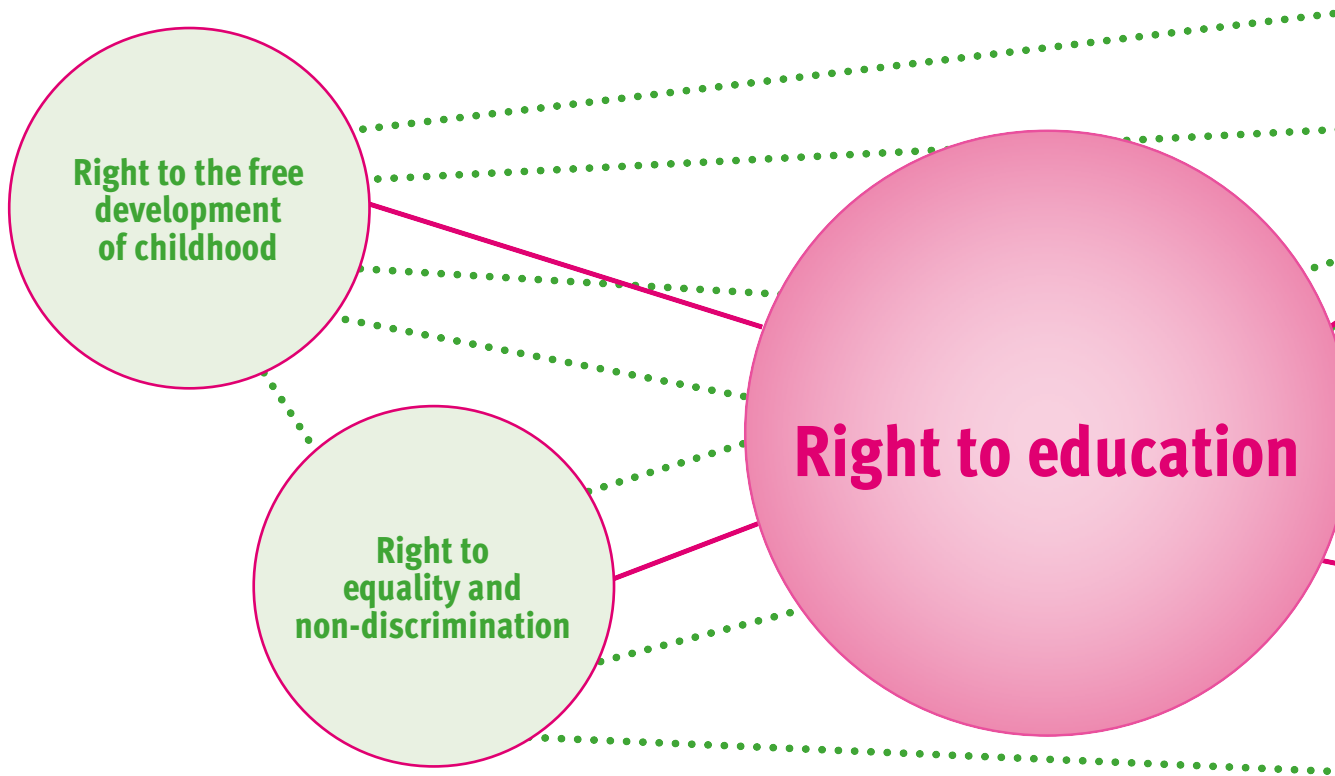 Right to the free
development
of childhood
Right to education
Right to
equality and
non-discrimination